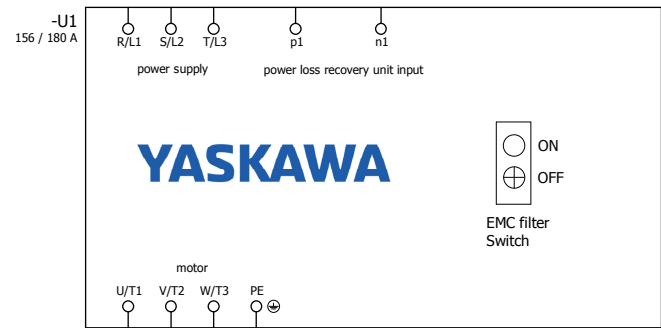 -U1
156 / 180 A
R/L1 S/L2 T/L3 p1 n1
power supply power loss recovery unit input
YASKAWA
ON
OFF
EMC filter
Switch
motor
U/T1 V/T2 W/T3 PE